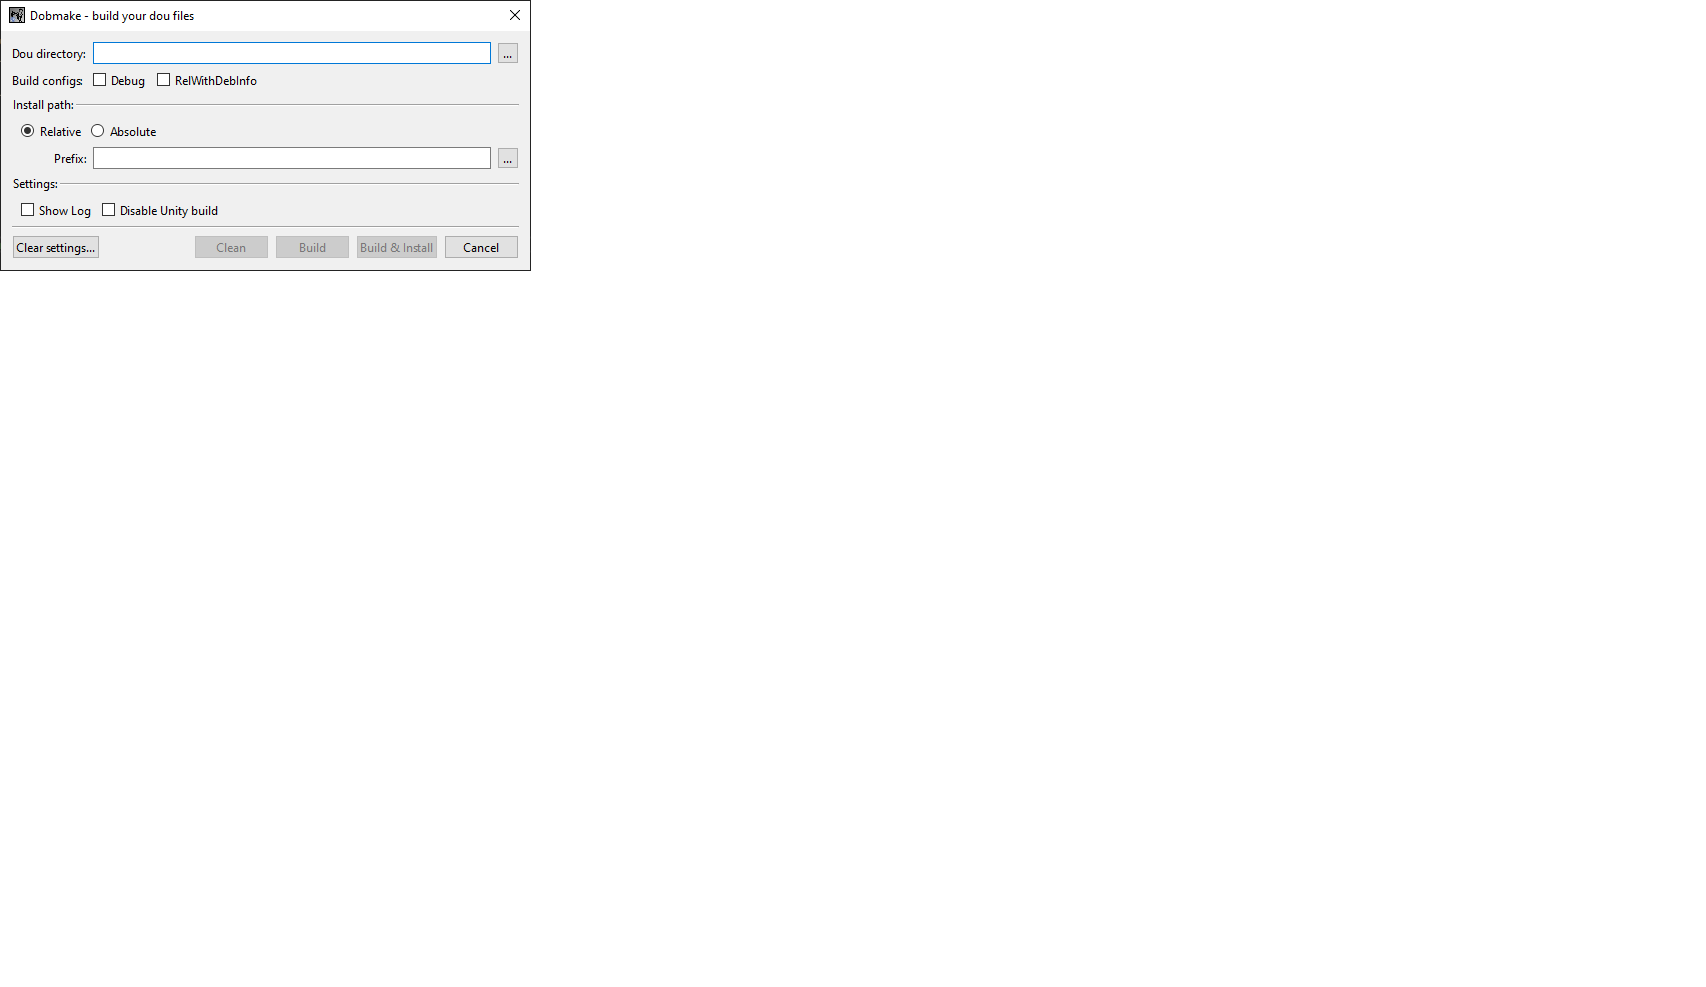 Dobmake - build your dou files
Dou directory: ...
Build configs: Debug RelWithDebInfo
Install path:
Relative Absolute
Prefix: ...
Settings:
Show Log Disable Unity build
Clear settings... Clean Build Build & Install Cancel